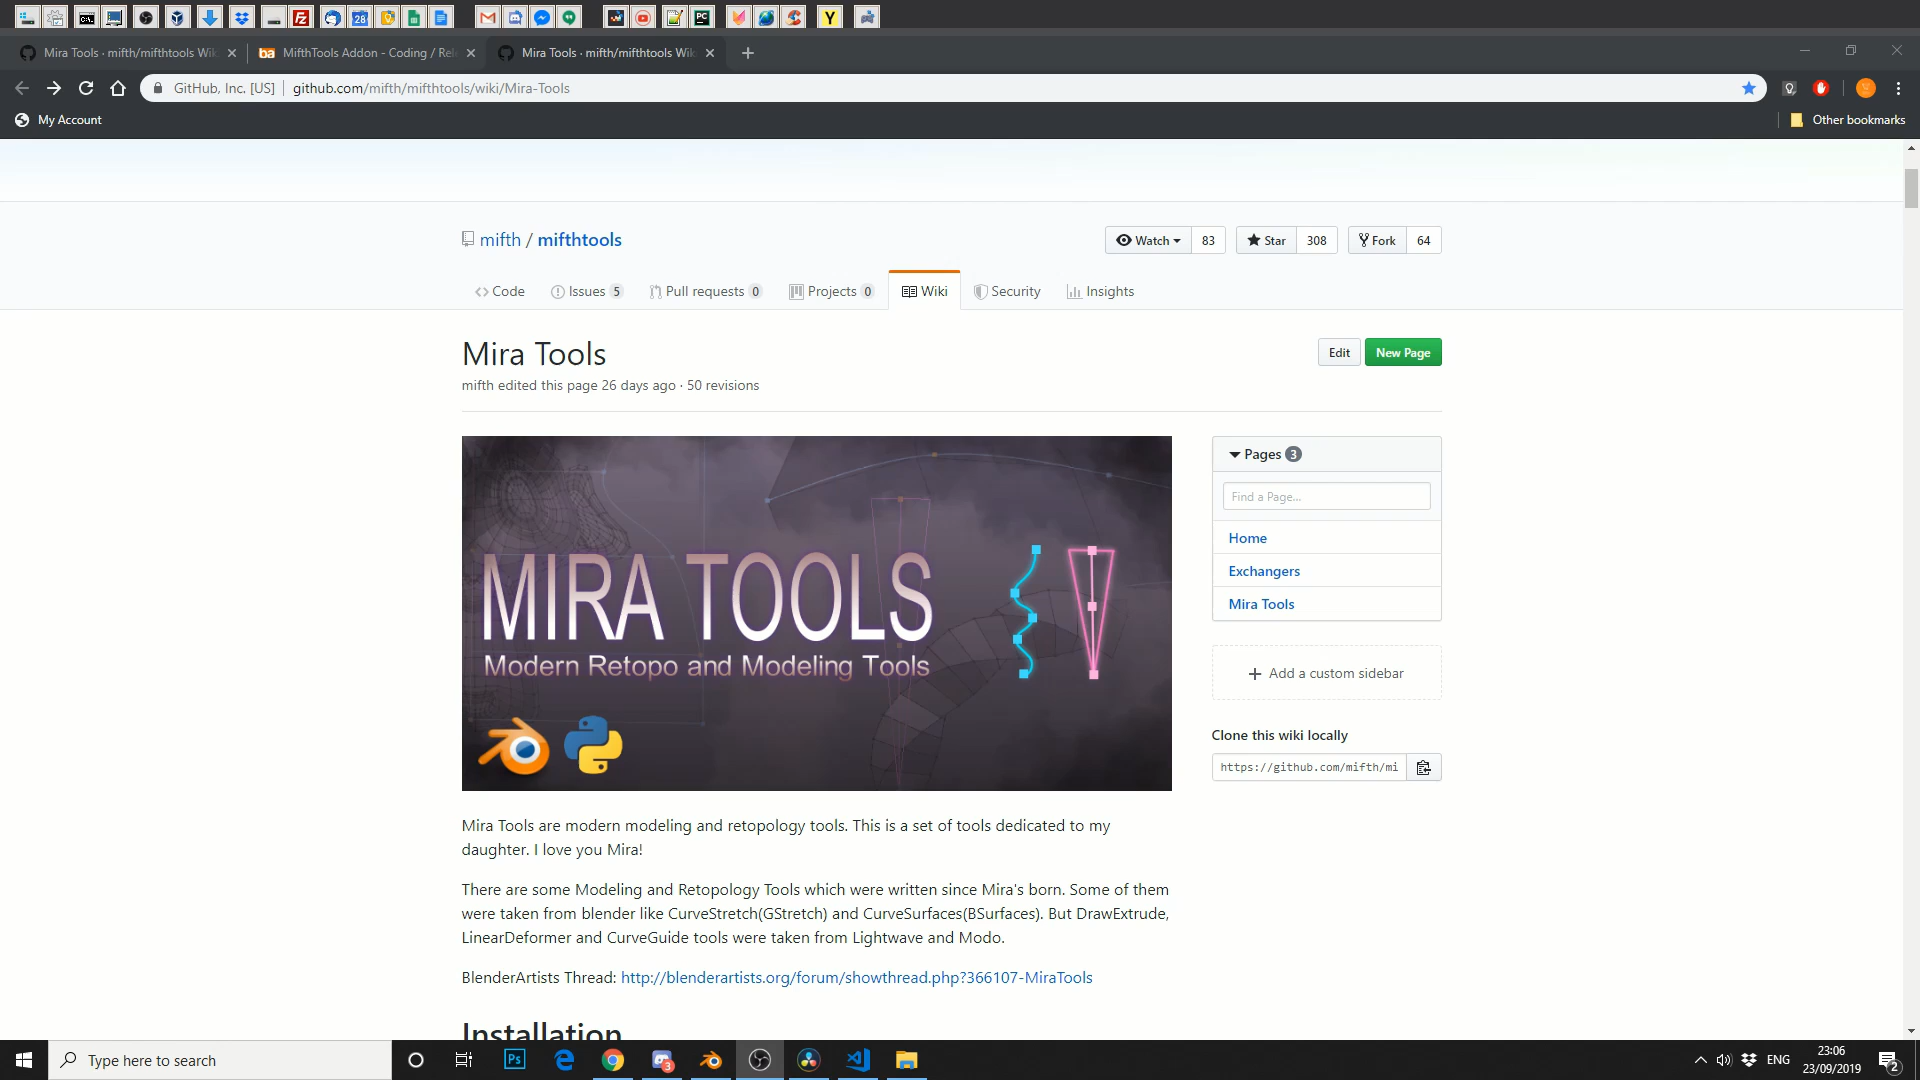 Mira Tools · mifth/mifthtools Wik
MifthTools Addon - Coding / Rele
Mira Tools · mifth/mifthtools Wik
GitHub, Inc. [US]
github.com/mifth/mifthtools/wiki/Mira-Tools
My Account
Other bookmarks
mifth / mifthtools
Watch 83
Star 308
Fork 64
Code
Issues 5
Pull requests 0
Projects 0
Wiki
Security
Insights
Mira Tools
Edit
New Page
mifth edited this page 26 days ago · 50 revisions
MIRA TOOLS
Modern Retopo and Modeling Tools
Pages 3
Find a Page...
Home
Exchangers
Mira Tools
+ Add a custom sidebar
Clone this wiki locally
https://github.com/mifth/mi
Mira Tools are modern modeling and retopology tools. This is a set of tools dedicated to my
daughter. I love you Mira!
There are some Modeling and Retopology Tools which were written since Mira's born. Some of them
were taken from blender like CurveStretch(GStretch) and CurveSurfaces(BSurfaces). But DrawExtrude,
LinearDeformer and CurveGuide tools were taken from Lightwave and Modo.
BlenderArtists Thread: http://blenderartists.org/forum/showthread.php?366107-MiraTools
Installation
Type here to search
Ps
3
ENG
23:06
23/09/2019
2